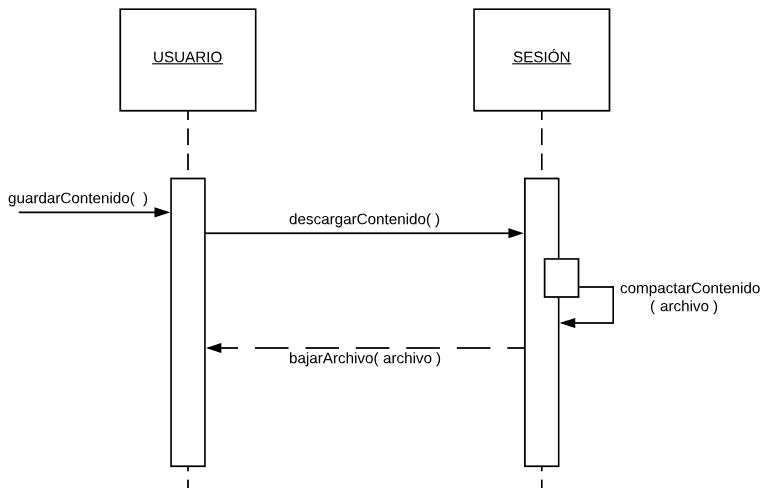 USUARIO
SESIÓN
guardarContenido(  )
descargarContenido( )
compactarContenido
( archivo )
bajarArchivo( archivo )